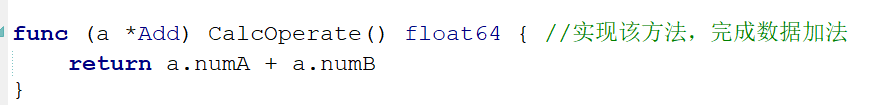 func (a *Add) CalcOperate() float64 { //实现该方法，完成数据加法
    return a.numA + a.numB
}